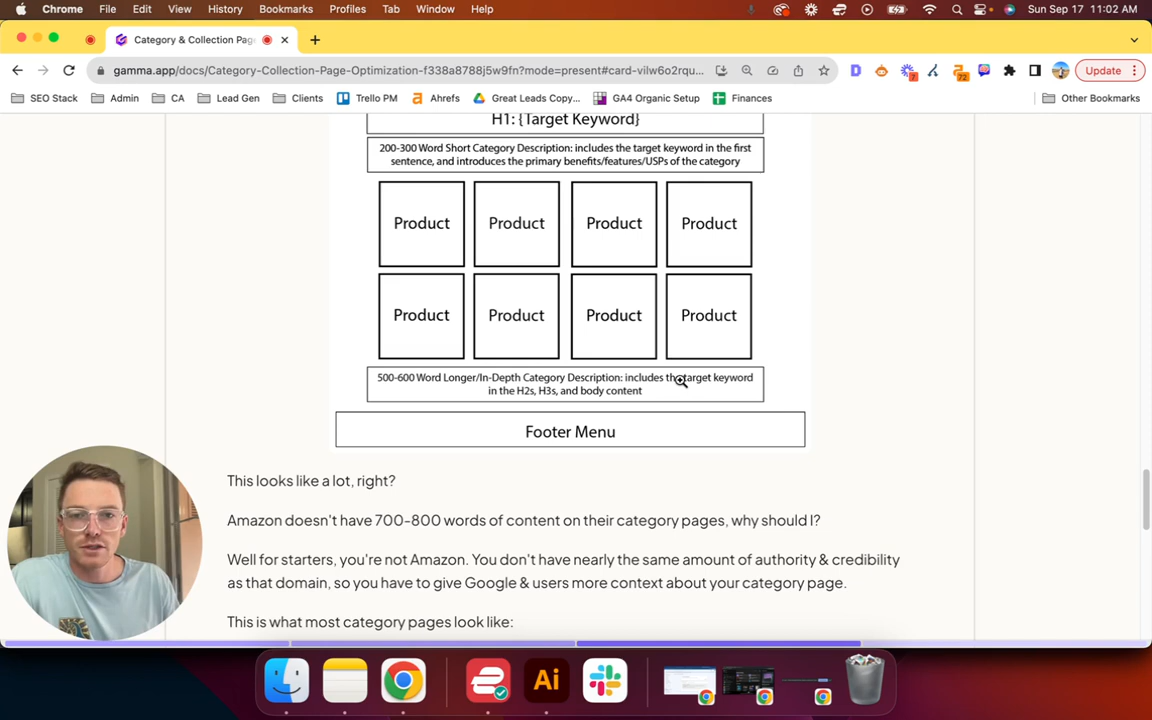 Chrome File Edit View History Bookmarks Profiles Tab Window Help Sun Sep 17 11:02 AM
Category & Collection Pag
gamma.app/docs/Category-Collection-Page-Optimization-f338a8788j5w9fn?mode=present#card-vilw6o2rqu... 7 72 Update
SEO Stack Admin CA Lead Gen Clients Trello PM Ahrefs Great Leads Copy... GA4 Organic Setup Finances Other Bookmarks
H1: {Target Keyword}
200-300 Word Short Category Description: includes the target keyword in the first
sentence, and introduces the primary benefits/features/USPs of the category
Product Product Product Product
Product Product Product Product
500-600 Word Longer/In-Depth Category Description: includes the target keyword
in the H2s, H3s, and body content
Footer Menu
This looks like a lot, right?
Amazon doesn't have 700-800 words of content on their category pages, why should I?
Well for starters, you're not Amazon. You don't have nearly the same amount of authority & credibility
as that domain, so you have to give Google & users more context about your category page.
This is what most category pages look like:
Ai